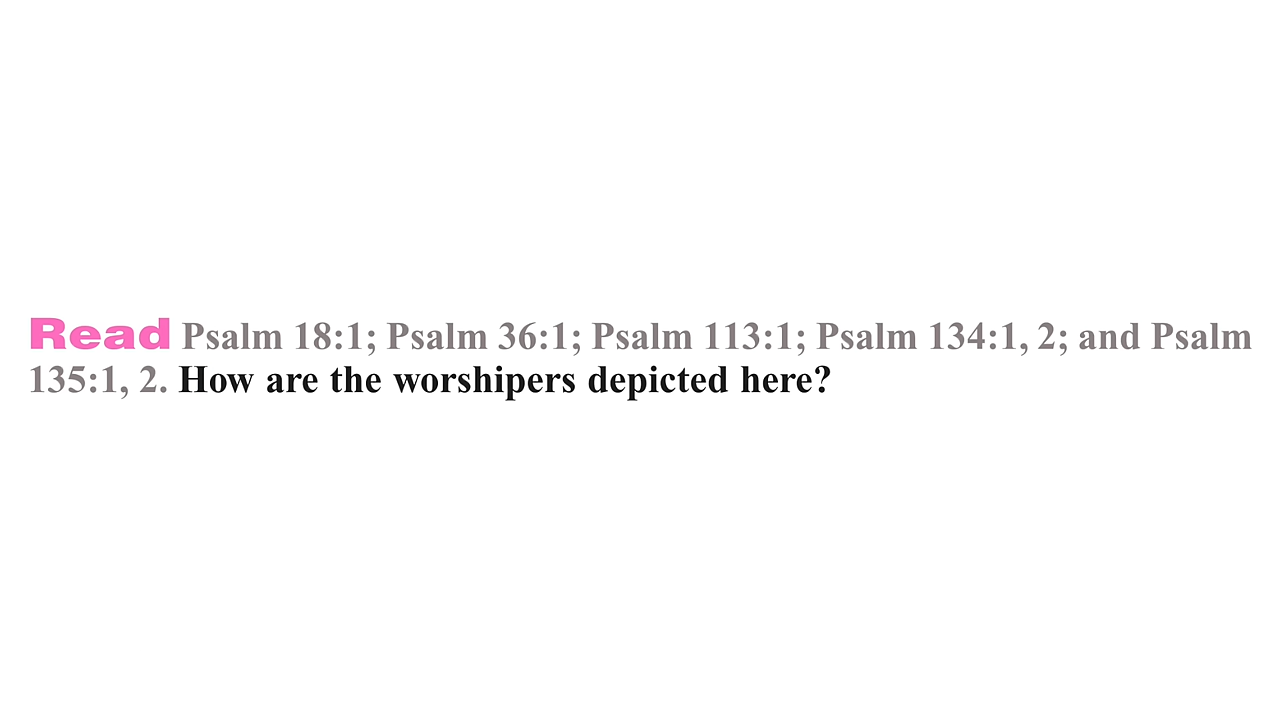 Read Psalm 18:1; Psalm 36:1; Psalm 113:1; Psalm 134:1, 2; and Psalm
135:1, 2. How are the worshipers depicted here?